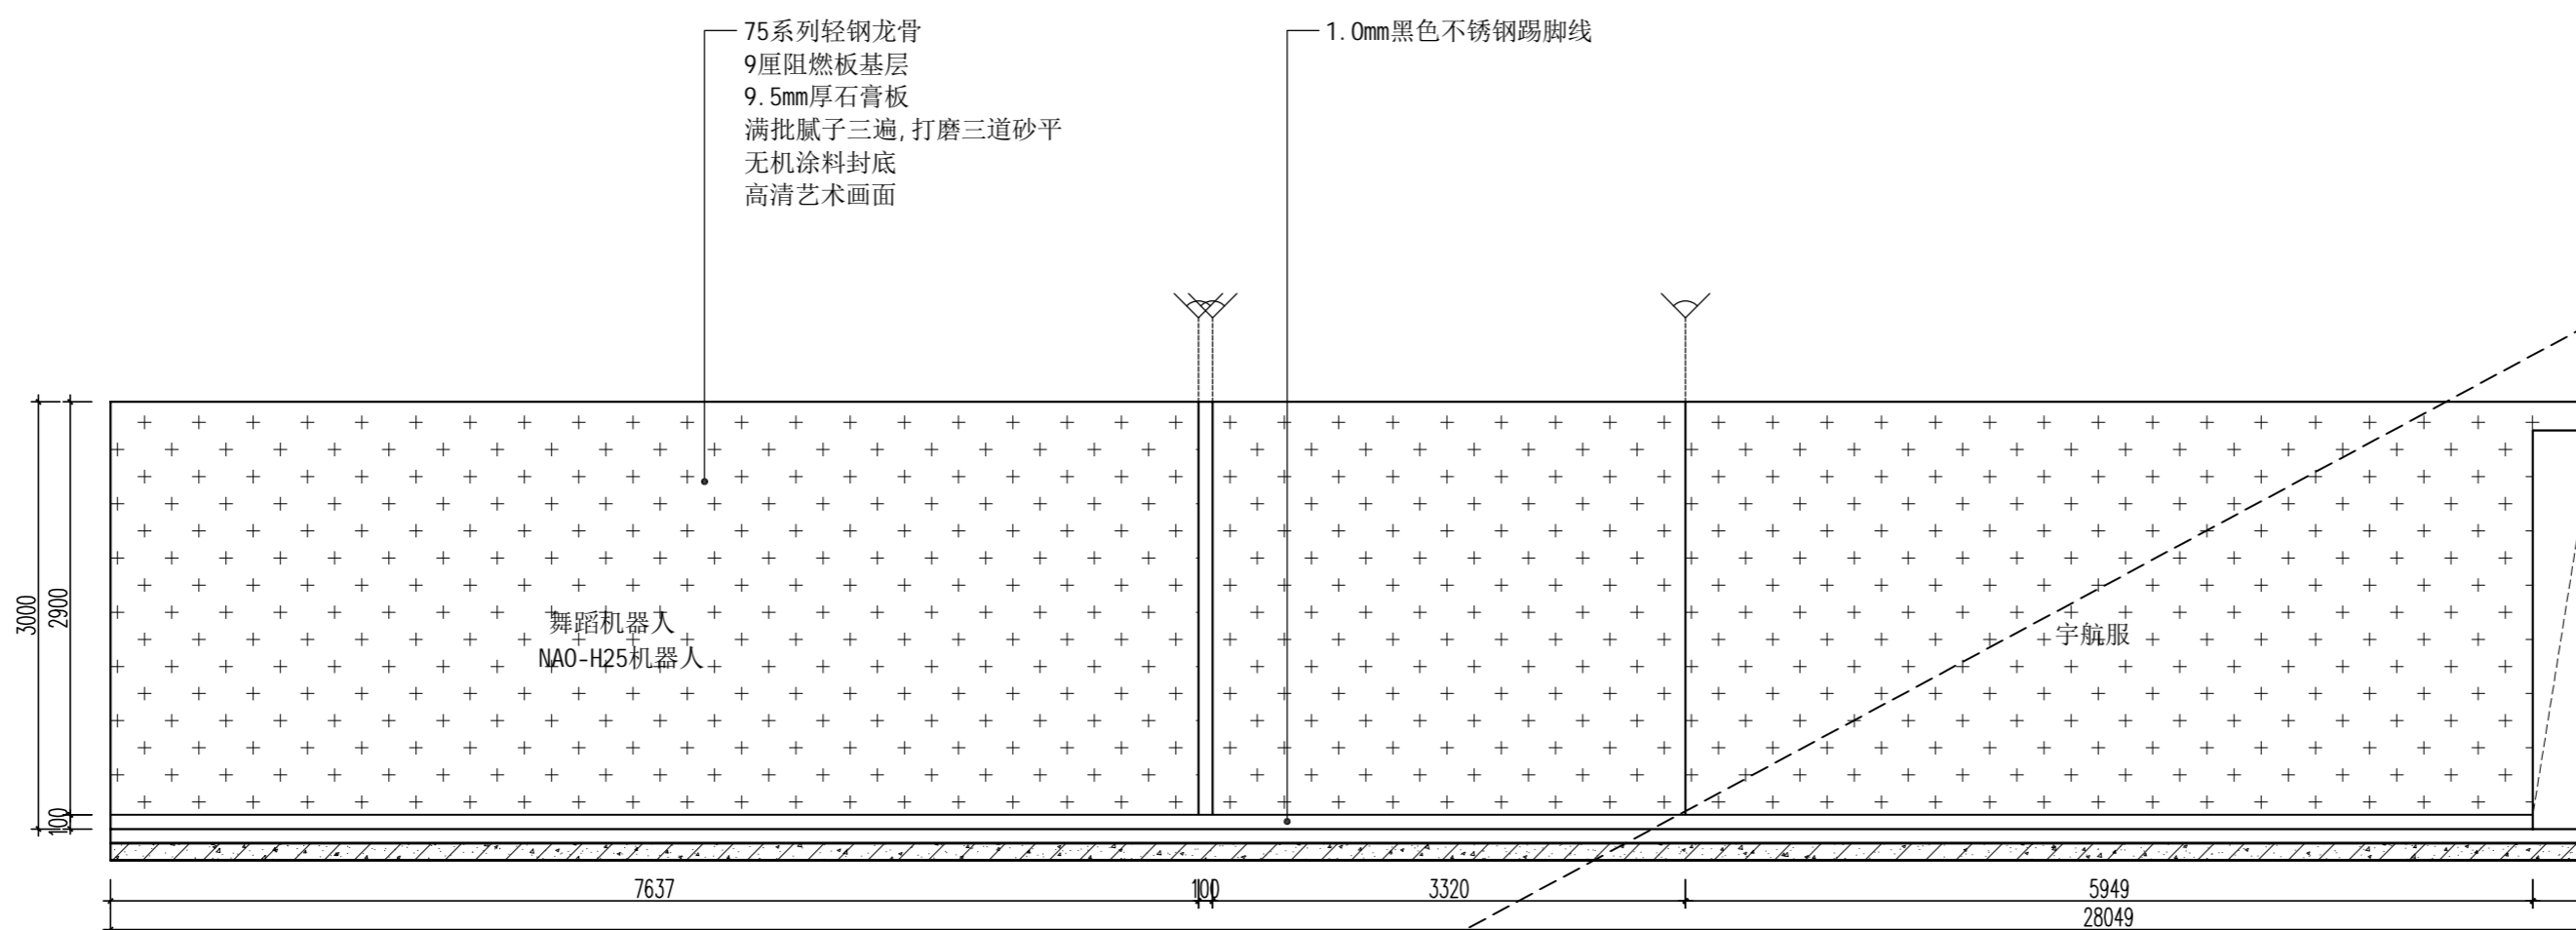 75系列轻钢龙骨
9厘阻燃板基层
9.5mm厚石膏板
满批腻子三遍,打磨三道砂平
无机涂料封底
高清艺术画面
1.0mm黑色不锈钢踢脚线
3000
2900
100
舞蹈机器人
NAO-H25机器人
宇航服
7637
100
3320
5949
28049